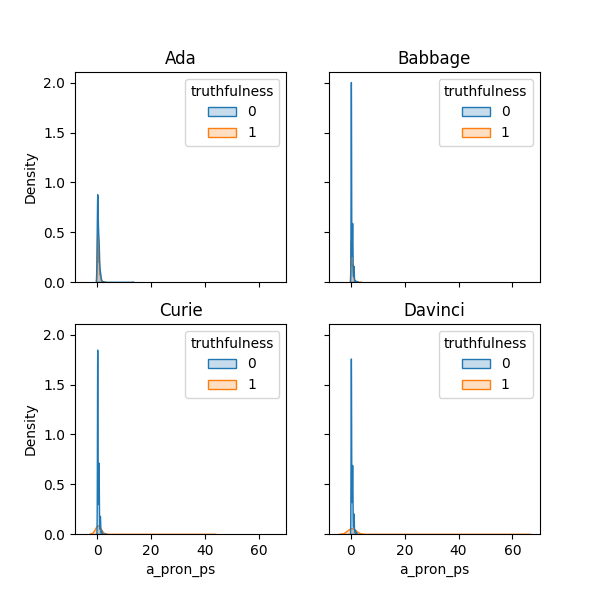 Ada
Babbage
truthfulness
0
1
truthfulness
0
1
Density
2.0
1.5
1.0
0.5
0.0
Curie
Davinci
truthfulness
0
1
truthfulness
0
1
Density
2.0
1.5
1.0
0.5
0.0
0 20 40 60
0 20 40 60
a_pron_ps
a_pron_ps